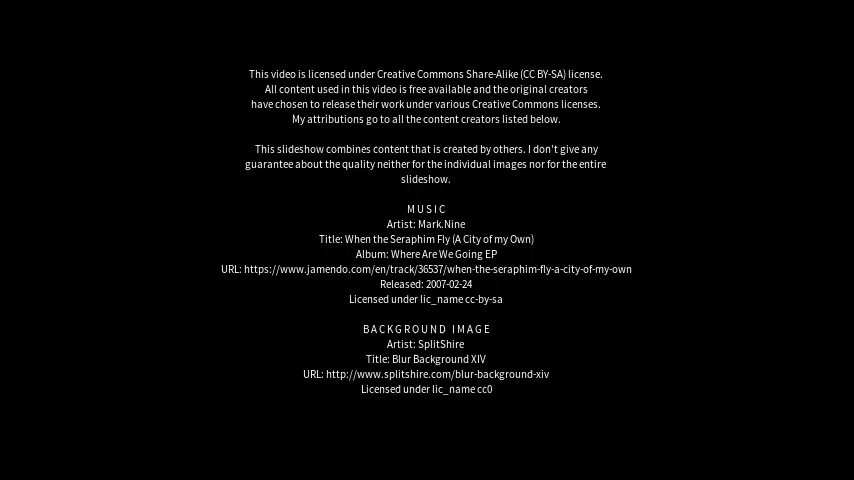 This video is licensed under Creative Commons Share-Alike (CC BY-SA) license.
All content used in this video is free available and the original creators
have chosen to release their work under various Creative Commons licenses.
My attributions go to all the content creators listed below.
This slideshow combines content that is created by others. I don't give any
guarantee about the quality neither for the individual images nor for the entire
slideshow.
MUSIC
Artist: Mark.Nine
Title: When the Seraphim Fly (A City of my Own)
Album: Where Are We Going EP
URL: https://www.jamendo.com/en/track/36537/when-the-seraphim-fly-a-city-of-my-own
Released: 2007-02-24
Licensed under lic_name cc-by-sa
BACKGROUND IMAGE
Artist: SplitShire
Title: Blur Background XIV
URL: http://www.splitshire.com/blur-background-xiv
Licensed under lic_name cc0